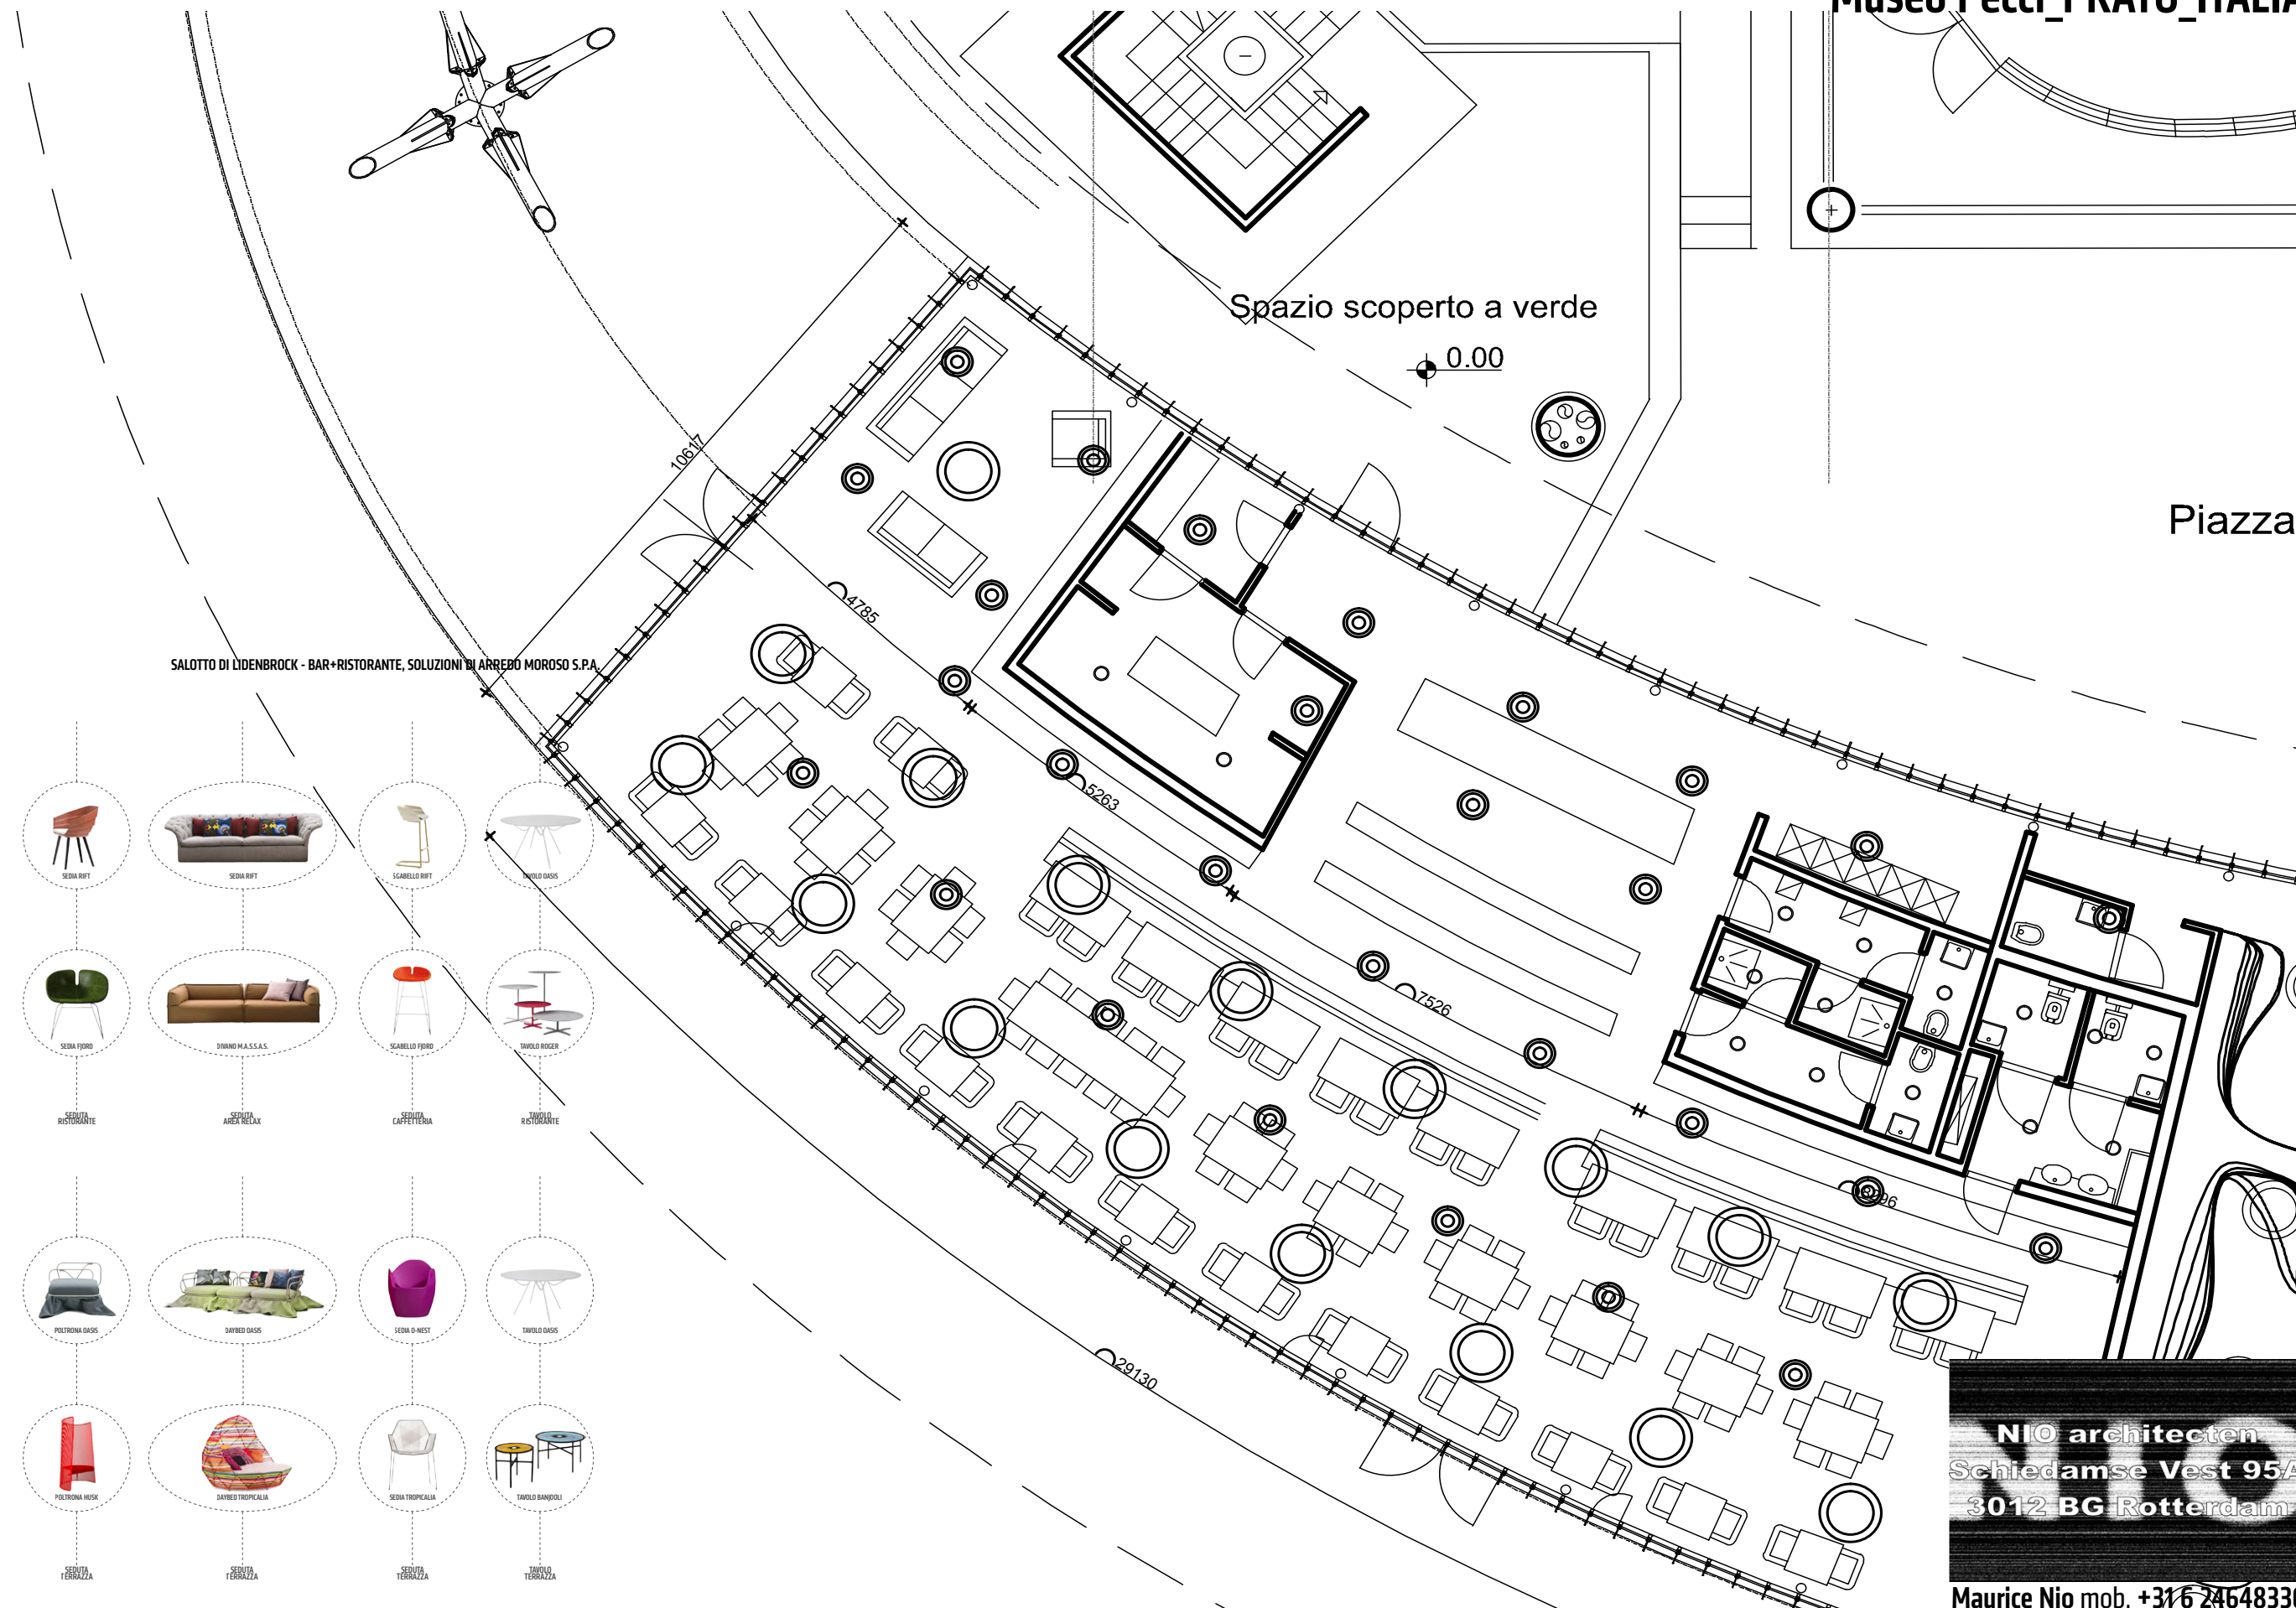 Museo Pecci_PRATO_ITALIA
Spazio scoperto a verde
0.00
Piazza
10617
4785
5263
7526
29130
SALOTTO DI LIDENBROCK - BAR+RISTORANTE, SOLUZIONI DI ARREDO MOROSO S.P.A.
SEDIA RIFT
SEDIA RIFT
SGABELLO RIFT
TAVOLO OASIS
SEDIA FJORD
DIVANO M.A.S.S.A.S.
SGABELLO FJORD
TAVOLO ROGER
SEDUTA
RISTORANTE
SEDUTA
AREA RELAX
SEDUTA
CAFFETTERIA
TAVOLO
RISTORANTE
POLTRONA OASIS
DAYBED OASIS
SEDIA O-NEST
TAVOLO OASIS
POLTRONA HUSK
DAYBED TROPICALIA
SEDIA TROPICALIA
TAVOLO BANJOOLI
SEDUTA
TERRAZZA
SEDUTA
TERRAZZA
SEDUTA
TERRAZZA
TAVOLO
TERRAZZA
NIO
NIO architecten
Schiedamse Vest 95A
3012 BG Rotterdam
Maurice Nio mob. +31 6 2464833